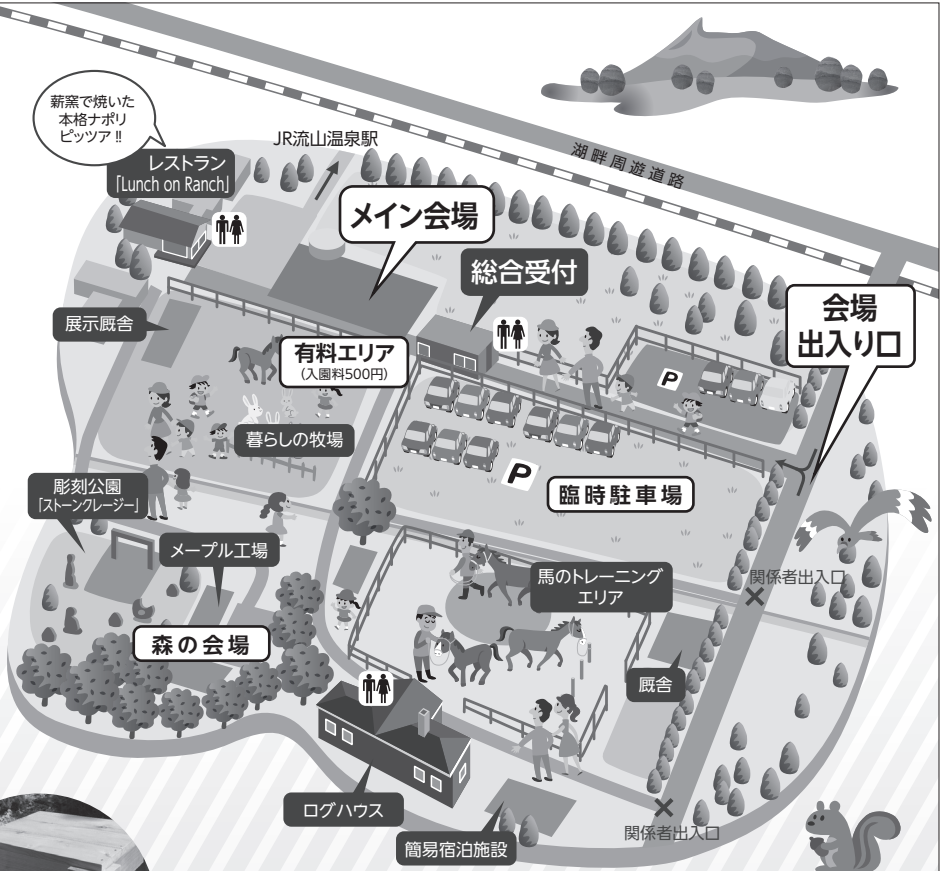 薪窯で焼いた
本格ナポリ
ピッツア!!
レストラン
「Lunch on Ranch」
JR流山温泉駅
湖畔周遊道路
メイン会場
総合受付
会場
出入り口
展示厩舎
有料エリア
(入園料500円)
P
暮らしの牧場
P
臨時駐車場
彫刻公園
「ストーンクレージー」
メープル工場
馬のトレーニング
エリア
関係者出入口
森の会場
厩舎
ログハウス
簡易宿泊施設
関係者出入口